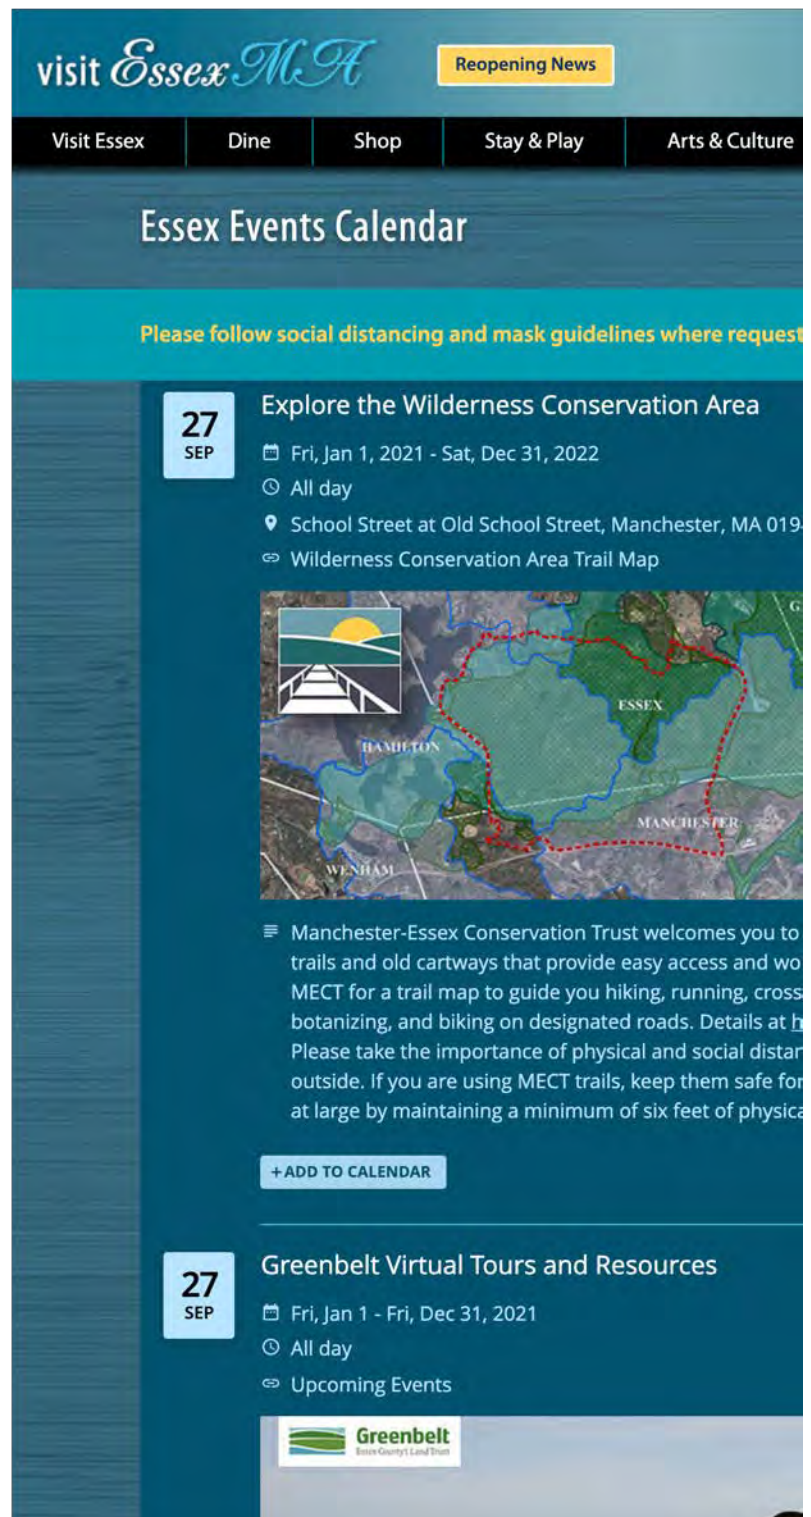 visit Essex MA
Reopening News
Visit Essex
Dine
Shop
Stay & Play
Arts & Culture
Essex Events Calendar
Please follow social distancing and mask guidelines where request
27
SEP
Explore the Wilderness Conservation Area
Fri, Jan 1, 2021 - Sat, Dec 31, 2022
All day
School Street at Old School Street, Manchester, MA 019
Wilderness Conservation Area Trail Map
G
ESSEX
HAMILTON
MANCHESTER
WENHAM
Manchester-Essex Conservation Trust welcomes you to
trails and old cartways that provide easy access and wo
MECT for a trail map to guide you hiking, running, cross
botanizing, and biking on designated roads. Details at h
Please take the importance of physical and social distan
outside. If you are using MECT trails, keep them safe for
at large by maintaining a minimum of six feet of physica
+ADD TO CALENDAR
27
SEP
Greenbelt Virtual Tours and Resources
Fri, Jan 1 - Fri, Dec 31, 2021
All day
Upcoming Events
Greenbelt
Essex County's Land Trust